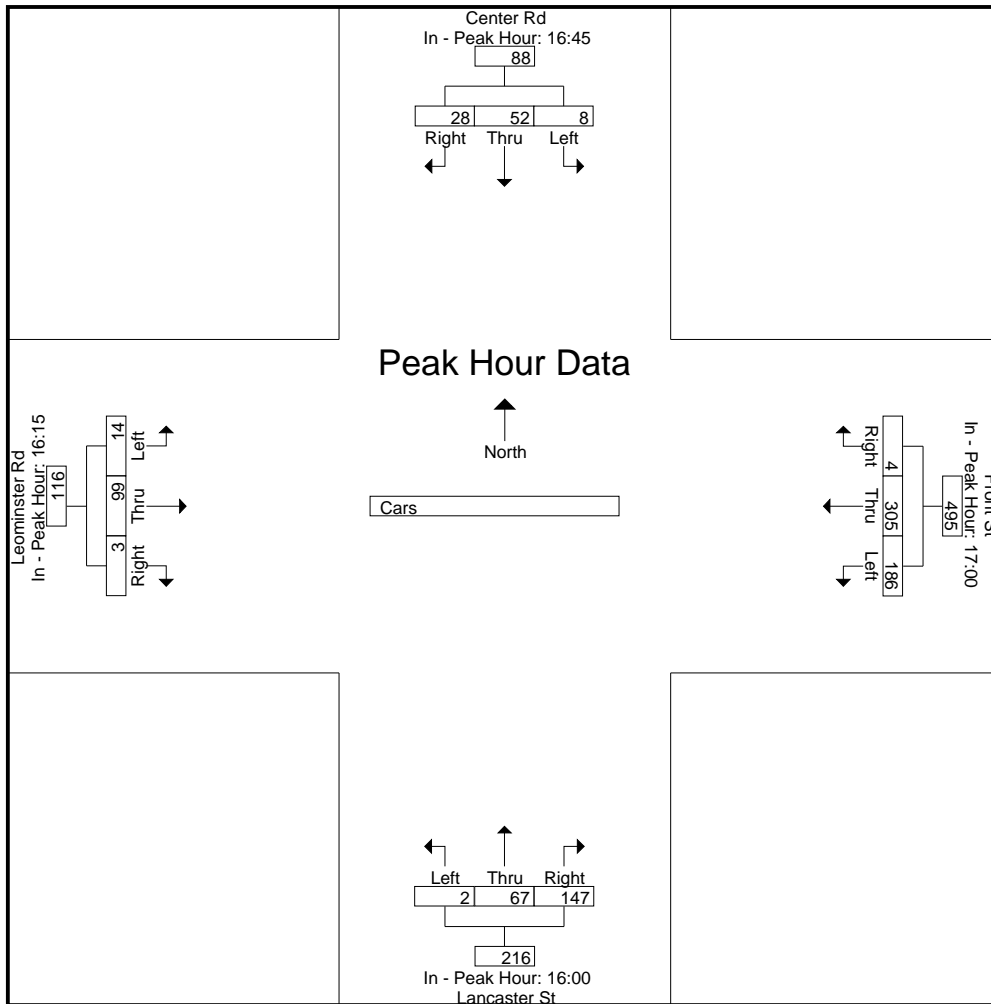 Center Rd
In - Peak Hour: 16:45
88
28 52 8
Right Thru Left
Peak Hour Data
North
Cars
Leominster Rd
In - Peak Hour: 16:15
116
14 99 3
Left Thru Right
Front St
In - Peak Hour: 17:00
495
4 305 186
Right Thru Left
Left Thru Right
2 67 147
216
In - Peak Hour: 16:00
Lancaster St